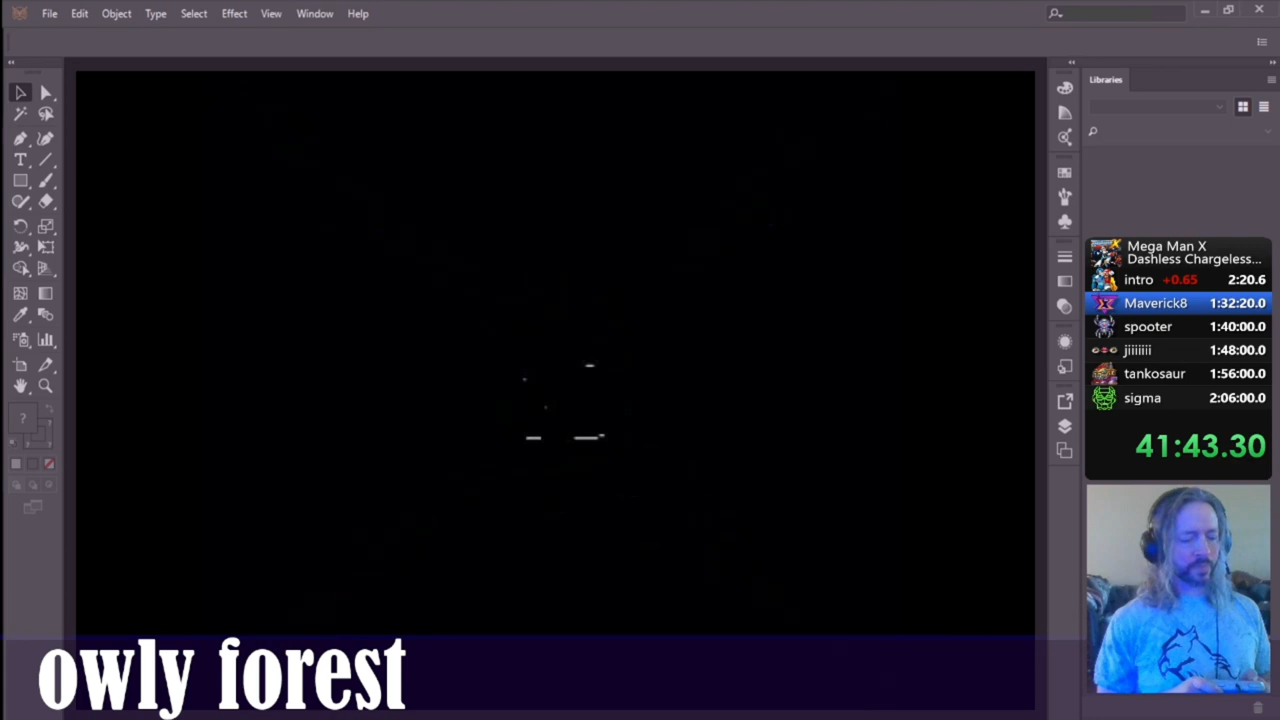 File Edit Object Type Select Effect View Window Help
Libraries
Mega Man X
Dashless Chargeless...
intro +0.65 2:20.6
Maverick8 1:32:20.0
spooter 1:40:00.0
jiiiiiii 1:48:00.0
tankosaur 1:56:00.0
sigma 2:06:00.0
41:43.30
?
owly forest